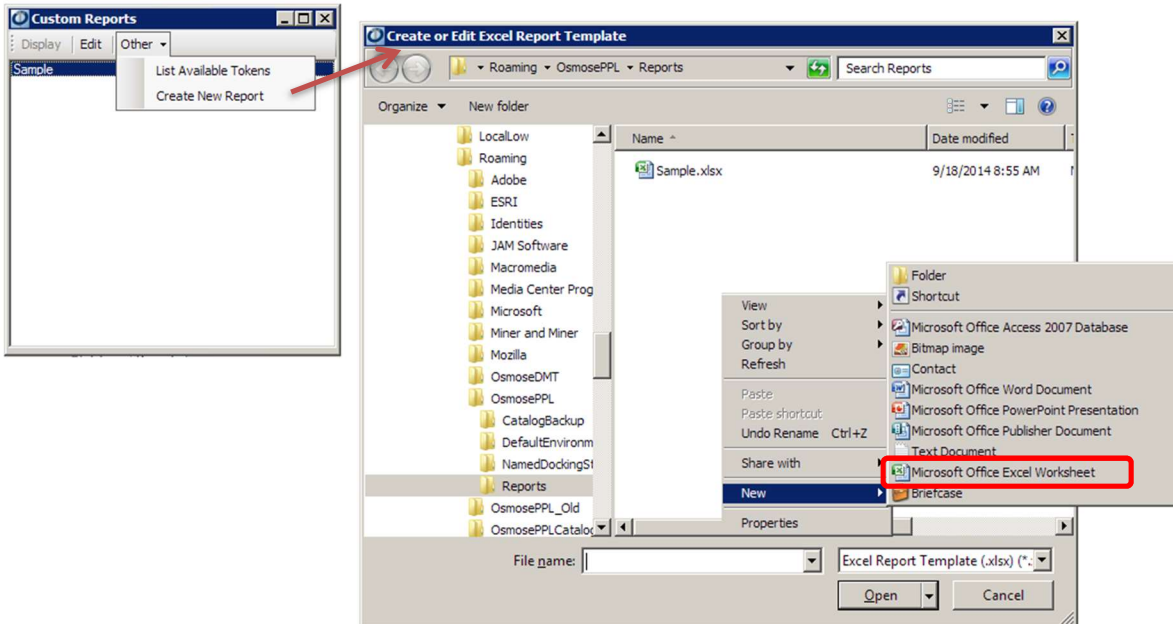 Custom Reports
Display Edit Other
Sample
List Available Tokens
Create New Report
Create or Edit Excel Report Template
Roaming OsmosePPL Reports
Search Reports
Organize New folder
LocalLow
Roaming
Adobe
ESRI
Identities
JAM Software
Macromedia
Media Center Prog
Microsoft
Miner and Miner
Mozilla
OsmoseDMT
OsmosePPL
CatalogBackup
DefaultEnvironm
NamedDockingSt
Reports
OsmosePPL_Old
OsmosePPLCatalog
Name Date modified
Sample.xlsx 9/18/2014 8:55 AM
View
Sort by
Group by
Refresh
Paste
Paste shortcut
Undo Rename Ctrl+Z
Share with
New
Properties
Folder
Shortcut
Microsoft Office Access 2007 Database
Bitmap image
Contact
Microsoft Office Word Document
Microsoft Office PowerPoint Presentation
Microsoft Office Publisher Document
Text Document
Microsoft Office Excel Worksheet
Briefcase
File name:
Excel Report Template (.xlsx) (*.
Open Cancel